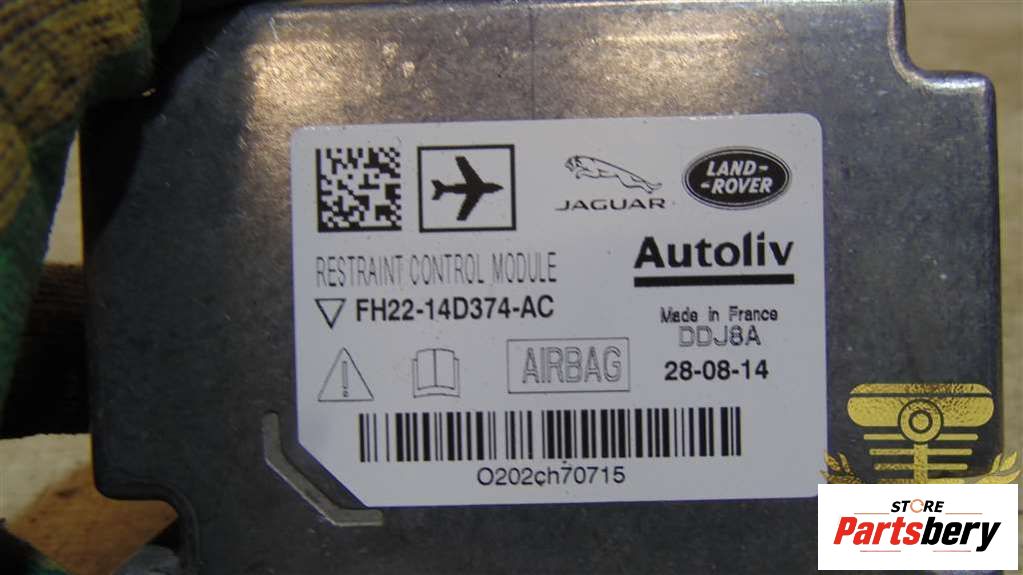 JAGUAR
LAND-
-ROVER
RESTRAINT CONTROL MODULE
Autoliv
FH22-14D374-AC
Made in France
DDJ8A
AIRBAG
28-08-14
O202ch70715
STORE
Partsbery